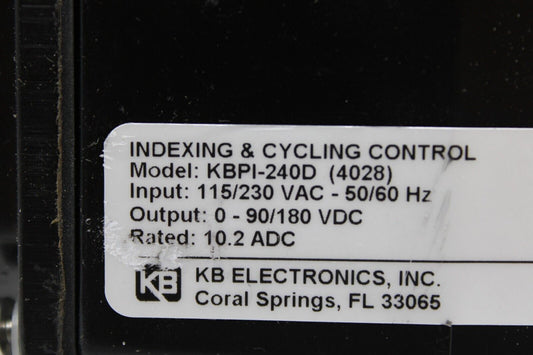 INDEXING & CYCLING CONTROL
Model: KBPI-240D (4028)
Input: 115/230 VAC - 50/60 Hz
Output: 0 - 90/180 VDC
Rated: 10.2 ADC
KB KB ELECTRONICS, INC.
Coral Springs, FL 33065